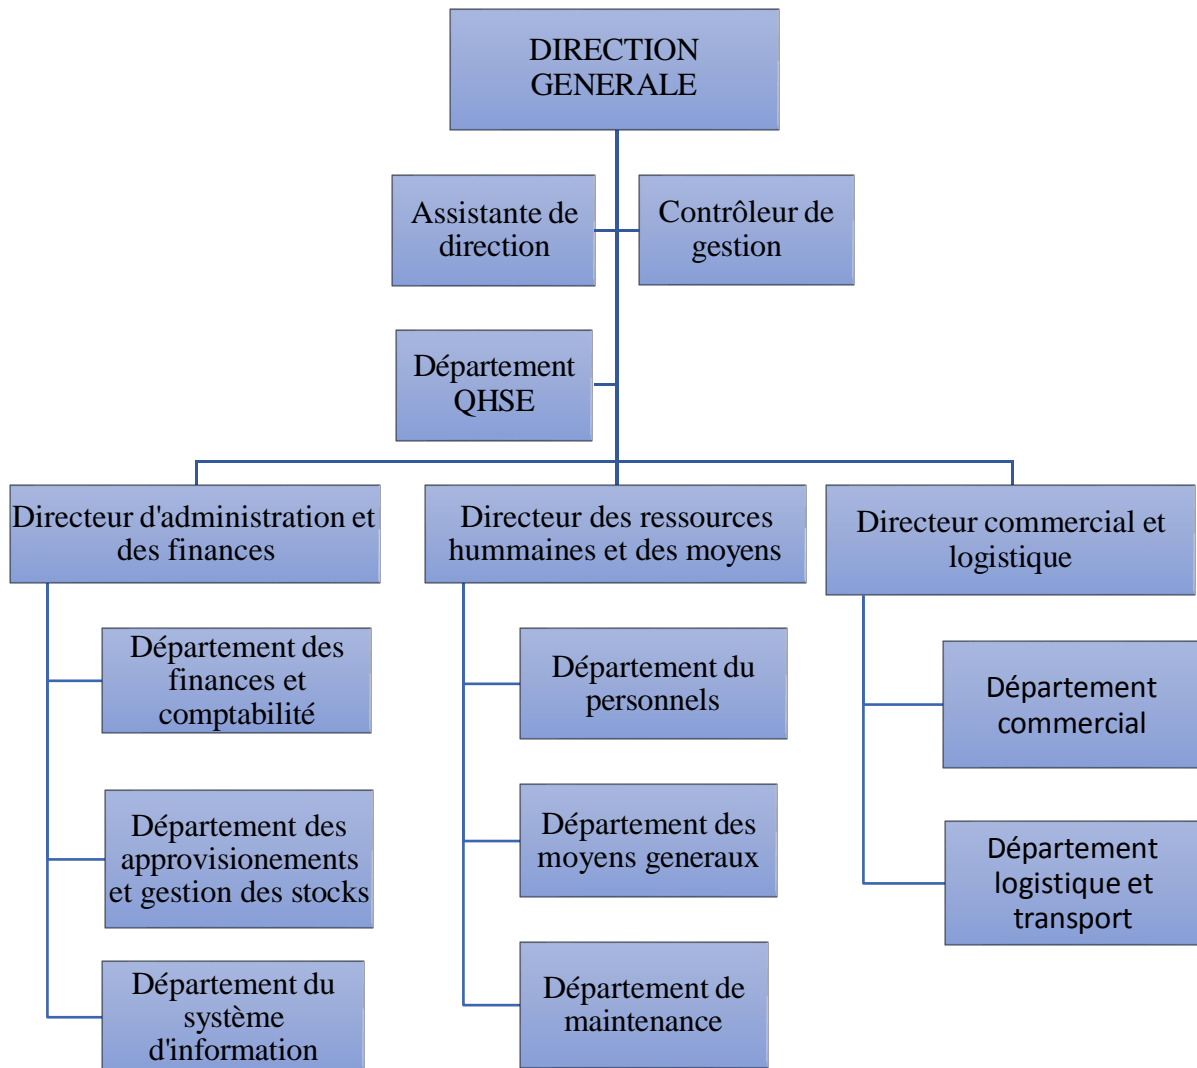 DIRECTION
GENERALE
Assistante de
direction
Contrôleur de
gestion
Département
QHSE
Directeur d'administration et
des finances
Directeur des ressources
hummaines et des moyens
Directeur commercial et
logistique
Département des
finances et
comptabilité
Département des
approvisionements
et gestion des stocks
Département du
système
d'information
Département du
personnels
Département des
moyens generaux
Département de
maintenance
Département
commercial
Département
logistique et
transport